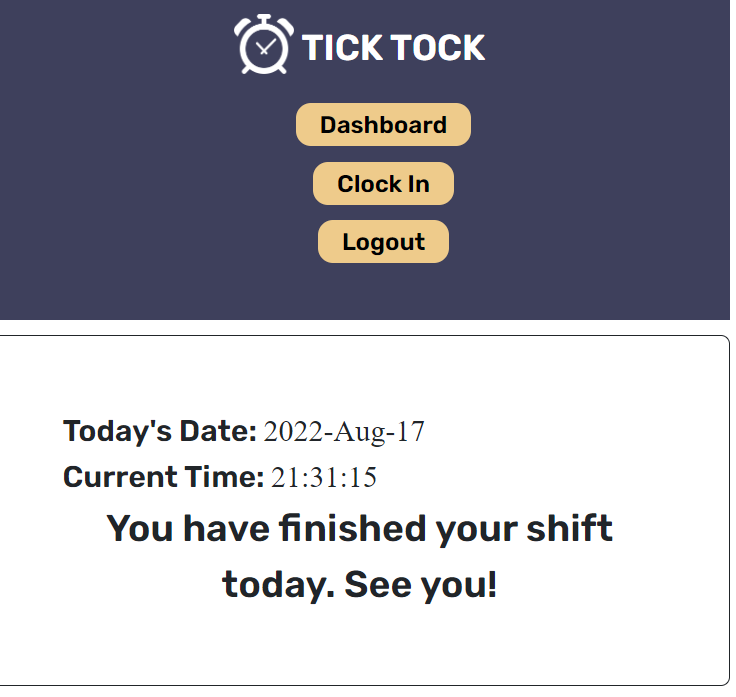 TICK TOCK
Dashboard
Clock In
Logout
Today's Date: 2022-Aug-17
Current Time: 21:31:15
You have finished your shift
today. See you!